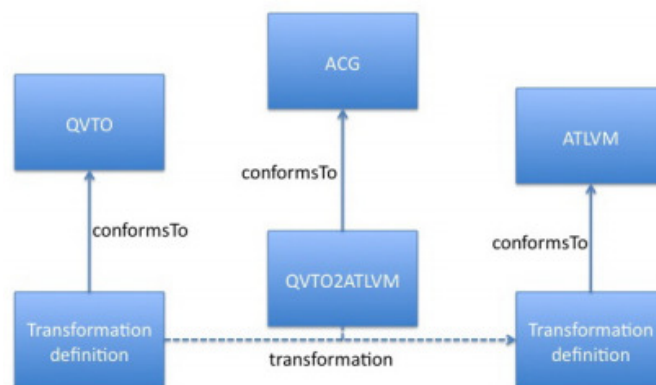 ACG
QVTO
ATLVM
conformsTo
conformsTo
conformsTo
QVTO2ATLVM
Transformation
definition
transformation
Transformation
definition